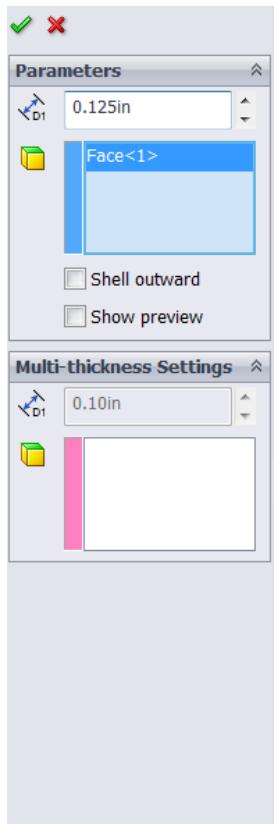 Parameters
D1
0.125in
Face<1>
Shell outward
Show preview
Multi-thickness Settings
D1
0.10in